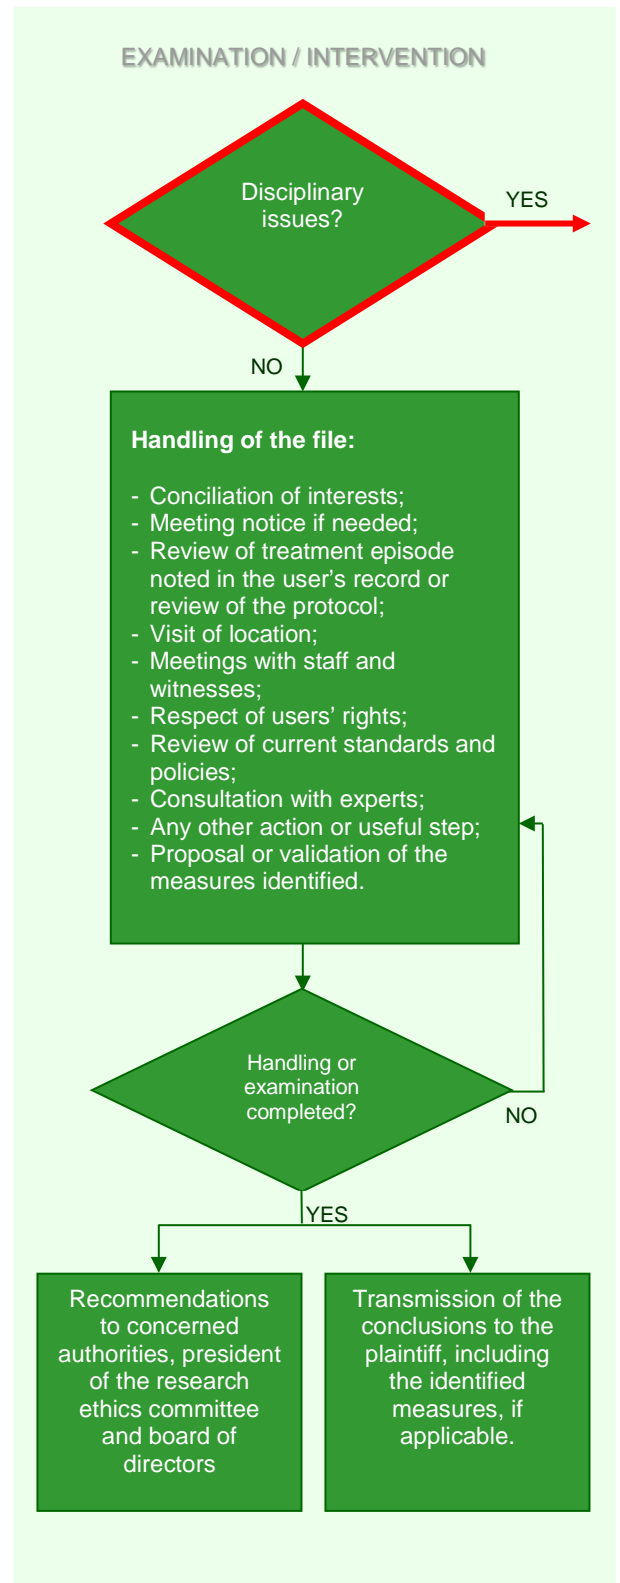 EXAMINATION / INTERVENTION
Disciplinary
issues?
YES
NO
Handling of the file:
- Conciliation of interests;
- Meeting notice if needed;
- Review of treatment episode
noted in the user’s record or
review of the protocol;
- Visit of location;
- Meetings with staff and
witnesses;
- Respect of users’ rights;
- Review of current standards and
policies;
- Consultation with experts;
- Any other action or useful step;
- Proposal or validation of the
measures identified.
Handling or
examination
completed?
NO
YES
Recommendations
to concerned
authorities, president
of the research
ethics committee
and board of
directors
Transmission of the
conclusions to the
plaintiff, including
the identified
measures, if
applicable.